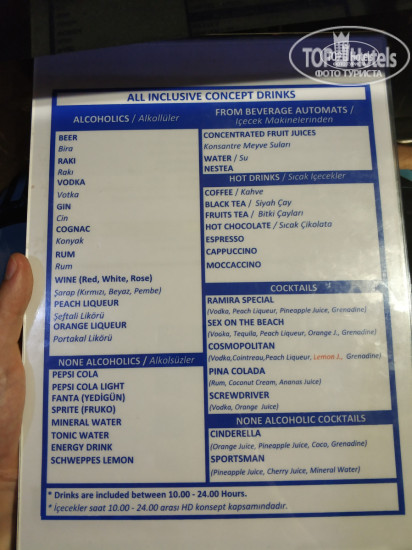 TOPHotels
ФОТО ТУРИСТА
ALL INCLUSIVE CONCEPT DRINKS
ALCOHOLICS / Alkollüler
BEER
Bira
RAKI
Rakı
VODKA
Votka
GIN
Cin
COGNAC
Konyak
RUM
Rum
WINE (Red, White, Rose)
Şarap (Kırmızı, Beyaz, Pembe)
PEACH LIQUEUR
Şeftali Likörü
ORANGE LIQUEUR
Portakal Likörü
NONE ALCOHOLICS / Alkolsüzler
PEPSI COLA
PEPSI COLA LIGHT
FANTA (YEDİGÜN)
SPRITE (FRUKO)
MINERAL WATER
TONIC WATER
ENERGY DRINK
SCHWEPPES LEMON
FROM BEVERAGE AUTOMATS /
İçecek Makinelerinden
CONCENTRATED FRUIT JUICES
Konsantre Meyve Suları
WATER / Su
NESTEA
HOT DRINKS / Sıcak İçecekler
COFFEE / Kahve
BLACK TEA / Siyah Çay
FRUITS TEA / Bitki Çayları
HOT CHOCOLATE / Sıcak Çikolata
ESPRESSO
CAPPUCCINO
MOCCACCINO
COCKTAILS
RAMIRA SPECIAL
(Vodka, Peach Liqueur, Pineapple Juice, Grenadine)
SEX ON THE BEACH
(Vodka, Tequila, Peach Liqueur, Orange J., Grenadine)
COSMOPOLITAN
(Vodka,Cointreau,Peach Liqueur, Lemon J., Grenadine)
PINA COLADA
(Rum, Coconut Cream, Ananas Juice)
SCREWDRIVER
(Vodka, Orange Juice)
NONE ALCOHOLIC COCKTAILS
CINDERELLA
(Orange Juice, Pineapple Juice, Coco, Grenadine)
SPORTSMAN
(Pineapple Juice, Cherry Juice, Mineral Water)
* Drinks are included between 10.00 - 24.00 Hours.
* İçecekler saat 10.00 - 24.00 arası HD konsept kapsamındadır.